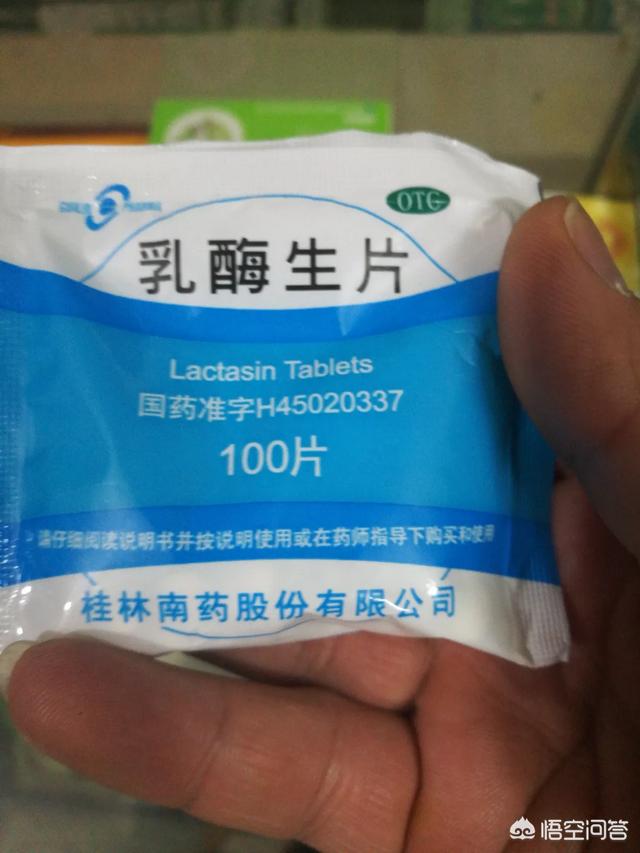 GUILIN PHARMA
OTC
乳酶生片
Lactasin Tablets
国药准字H45020337
100片
请仔细阅读说明书并按说明使用或在药师指导下购买和使用
桂林南药股份有限公司
悟空问答